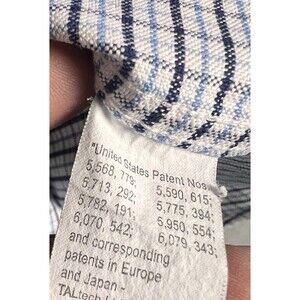 "United States Patent Nos
5,568, 779; 5,590, 615;
5,713, 292; 5,775, 394;
5,782, 191; 5,950, 554
6,070, 542; 6,079, 343;
and corresponding
patents in Europe
and Japan -
TALtech